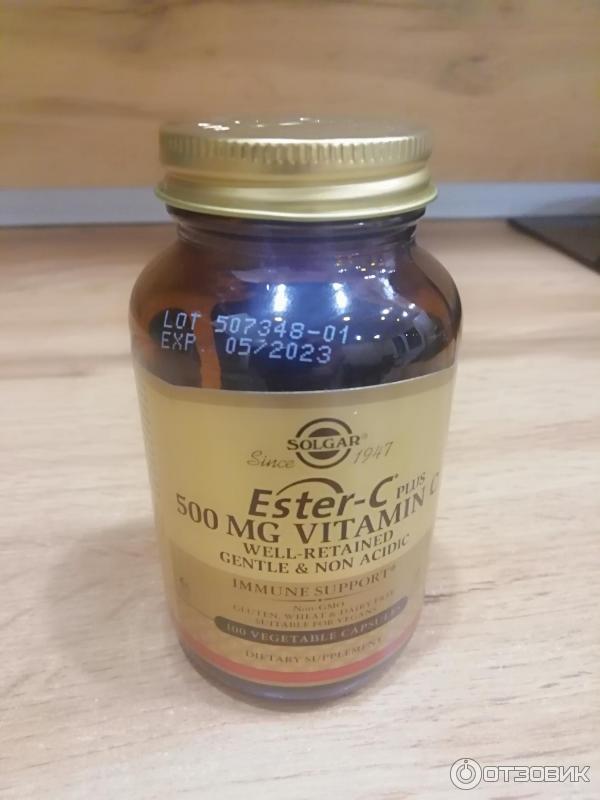 LOT 507348-01
EXP 05/2023
SOLGAR®
Since 1947
Ester-C® PLUS
500 MG VITAMIN C
WELL-RETAINED
GENTLE & NON ACIDIC
IMMUNE SUPPORT*
NON-GMO
GLUTEN, WHEAT & DAIRY FREE
SUITABLE FOR VEGANS
100 VEGETABLE CAPSULES
DIETARY SUPPLEMENT
ОТЗОВИК